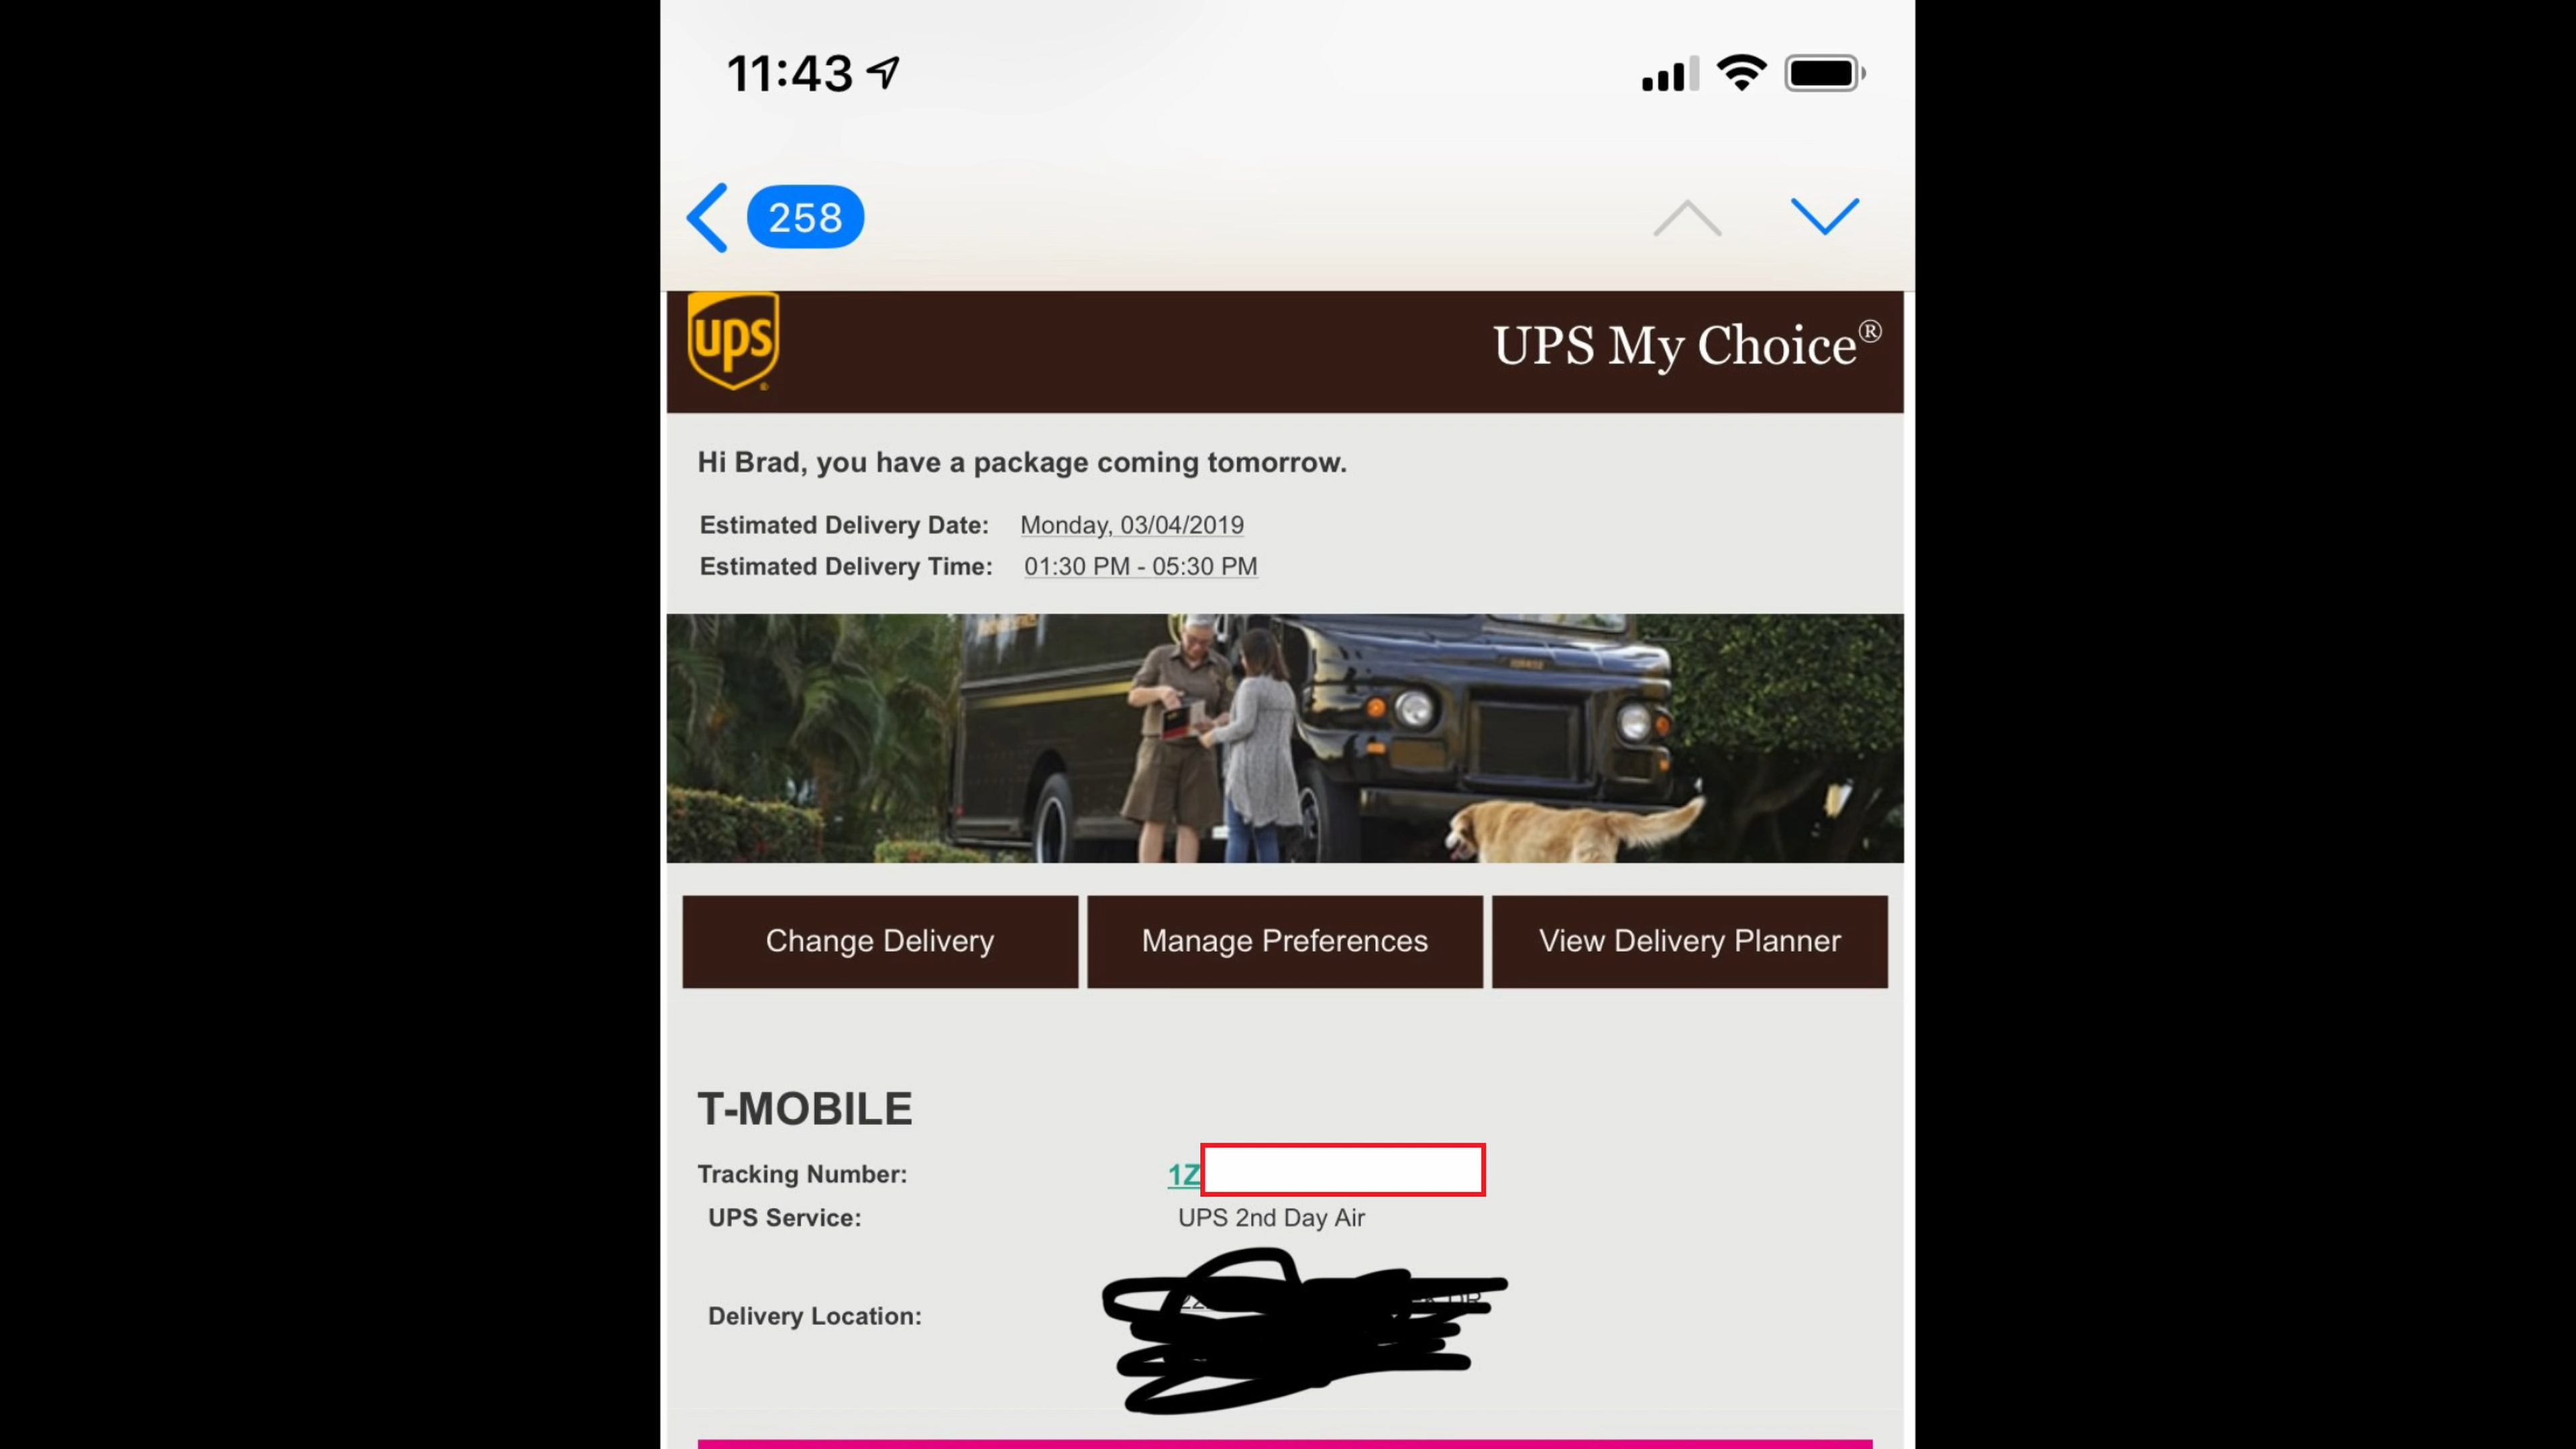 11:43
258
ups
UPS My Choice®
Hi Brad, you have a package coming tomorrow.
Estimated Delivery Date: Monday, 03/04/2019
Estimated Delivery Time: 01:30 PM - 05:30 PM
Change Delivery
Manage Preferences
View Delivery Planner
T-MOBILE
Tracking Number: 1Z
UPS Service: UPS 2nd Day Air
Delivery Location: